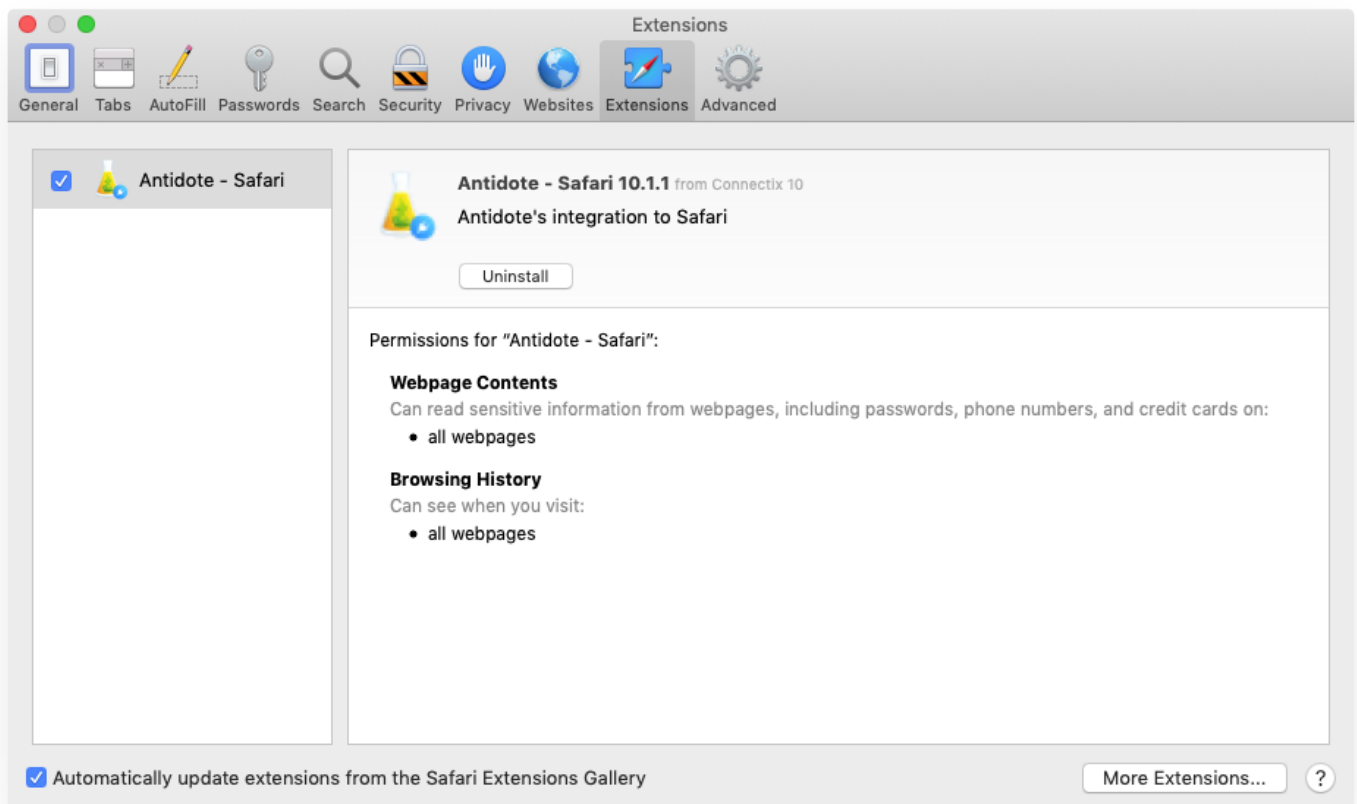 Extensions
General Tabs AutoFill Passwords Search Security Privacy Websites Extensions Advanced
Antidote - Safari
Antidote - Safari 10.1.1 from Connectix 10
Antidote's integration to Safari
Uninstall
Permissions for “Antidote - Safari”:
Webpage Contents
Can read sensitive information from webpages, including passwords, phone numbers, and credit cards on:
• all webpages
Browsing History
Can see when you visit:
• all webpages
Automatically update extensions from the Safari Extensions Gallery
More Extensions... ?